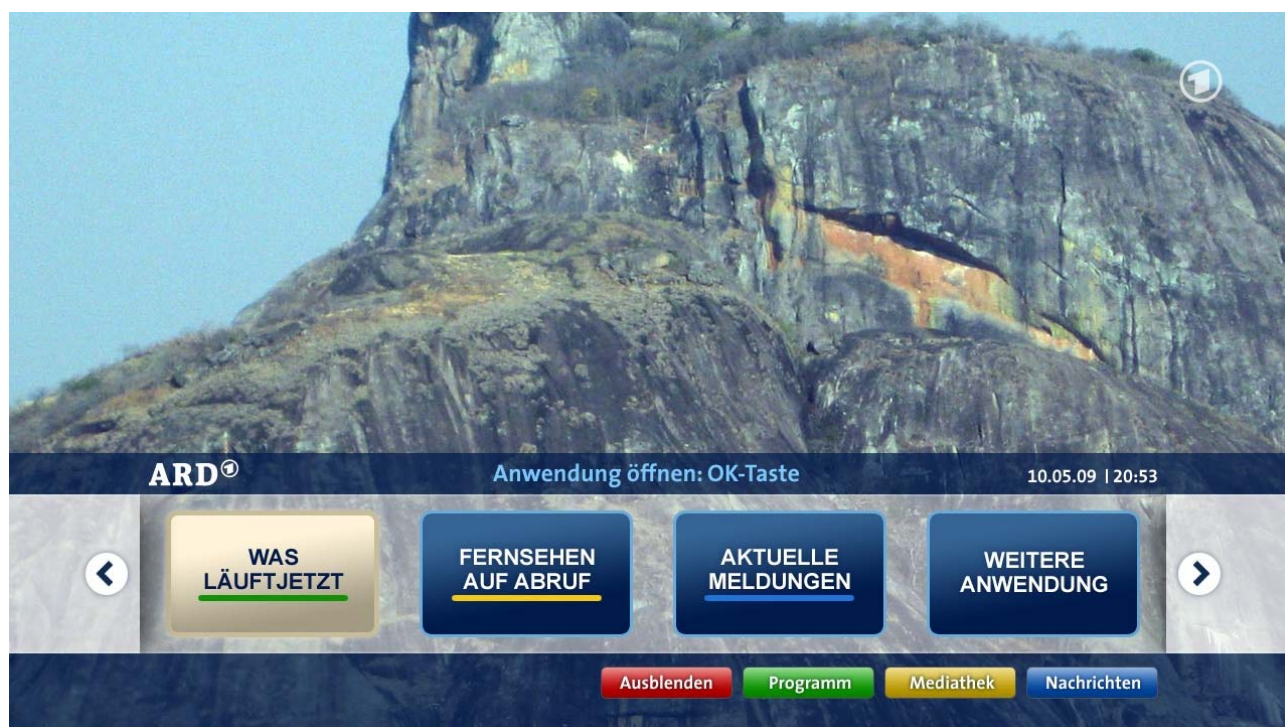 ARD
Anwendung öffnen: OK-Taste
10.05.09 | 20:53
WAS
LÄUFTJETZT
FERNSEHEN
AUF ABRUF
AKTUELLE
MELDUNGEN
WEITERE
ANWENDUNG
Ausblenden
Programm
Mediathek
Nachrichten